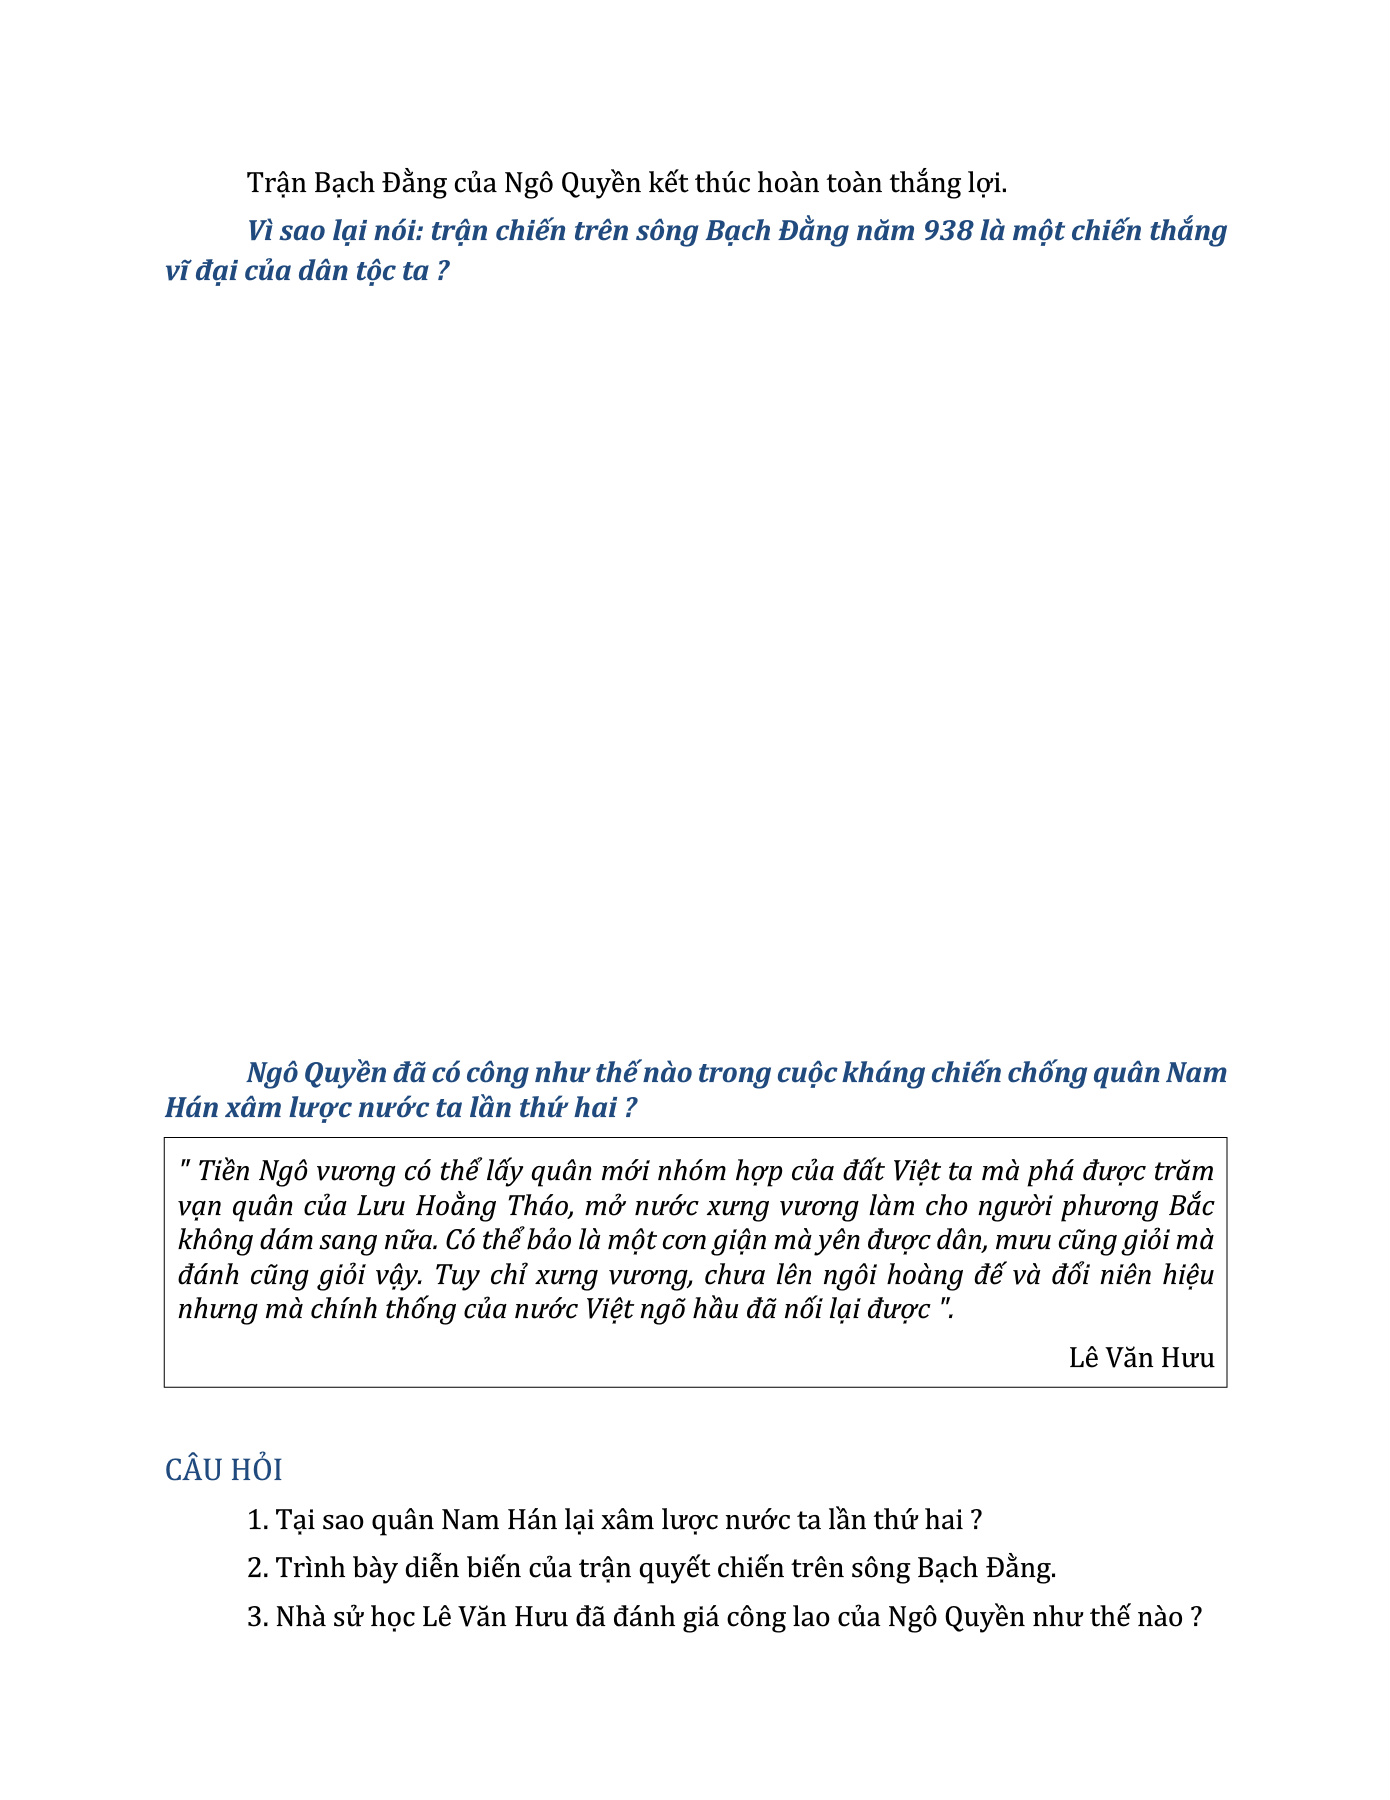 Trận Bạch Đằng của Ngô Quyền kết thúc hoàn toàn thắng lợi.
Vì sao lại nói: trận chiến trên sông Bạch Đằng năm 938 là một chiến thắng
vĩ đại của dân tộc ta ?
Ngô Quyền đã có công như thế nào trong cuộc kháng chiến chống quân Nam
Hán xâm lược nước ta lần thứ hai ?
" Tiền Ngô vương có thể lấy quân mới nhóm hợp của đất Việt ta mà phá được trăm
vạn quân của Lưu Hoằng Tháo, mở nước xưng vương làm cho người phương Bắc
không dám sang nữa. Có thể bảo là một cơn giận mà yên được dân, mưu cũng giỏi mà
đánh cũng giỏi vậy. Tuy chỉ xưng vương, chưa lên ngôi hoàng đế và đổi niên hiệu
nhưng mà chính thống của nước Việt ngõ hầu đã nối lại được ".
Lê Văn Hưu
CÂU HỎI
1. Tại sao quân Nam Hán lại xâm lược nước ta lần thứ hai ?
2. Trình bày diễn biến của trận quyết chiến trên sông Bạch Đằng.
3. Nhà sử học Lê Văn Hưu đã đánh giá công lao của Ngô Quyền như thế nào ?